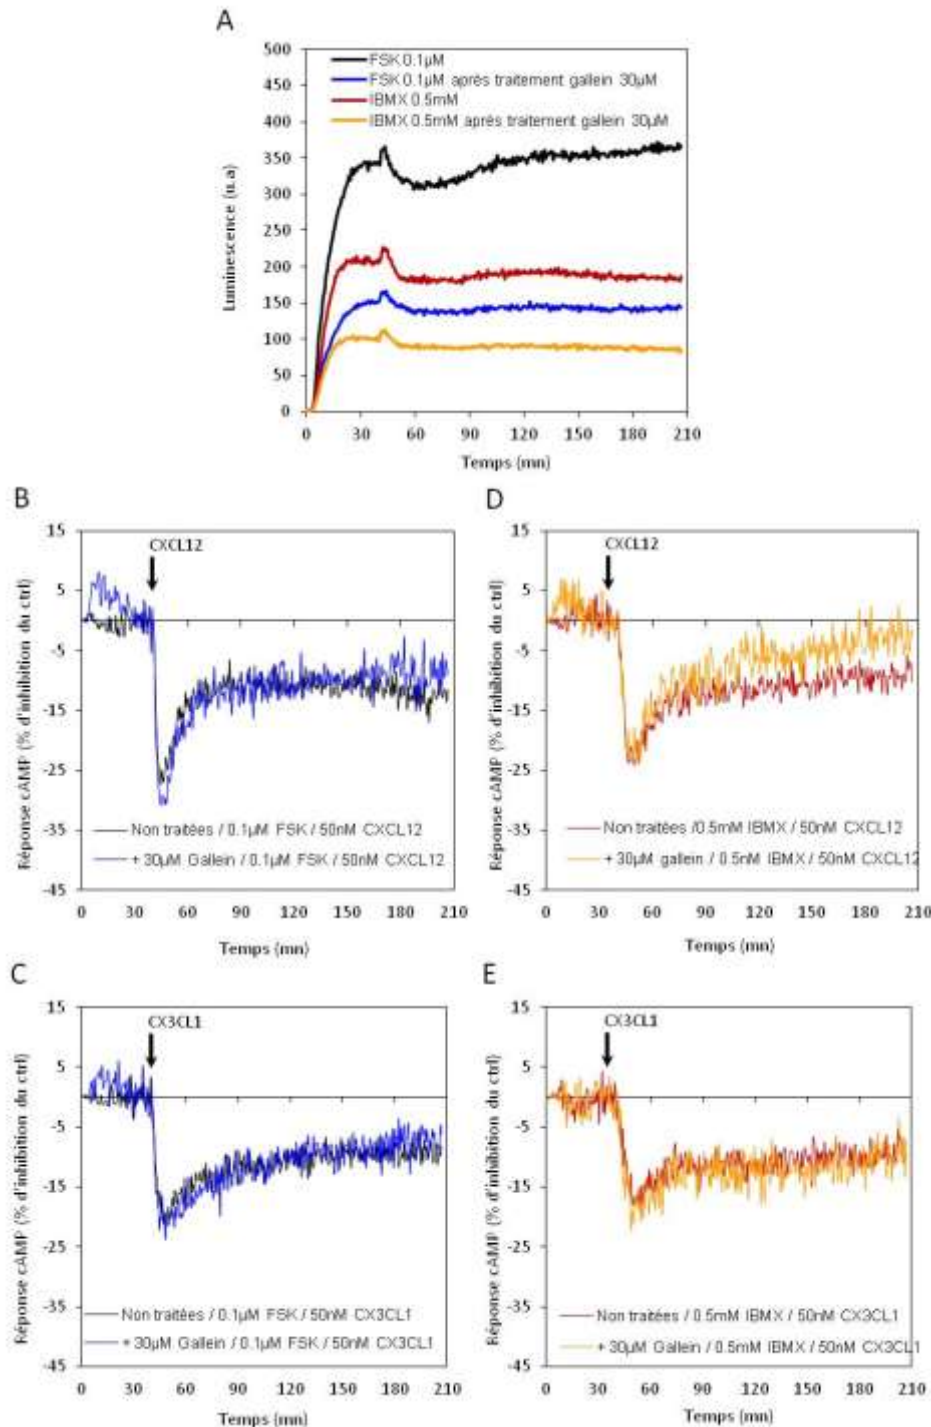 A
500
450
400
350
300
250
200
150
100
50
0
Luminescence (u.a)
FSK 0.1µM
FSK 0.1µM après traitement gallein 30µM
IBMX 0.5mM
IBMX 0.5mM après traitement gallein 30µM
0 30 60 90 120 150 180 210
Temps (mn)
B
15
5
-5
-15
-25
-35
-45
Réponse cAMP (% d'inhibition du ctrl)
CXCL12
Non traitées / 0.1µM FSK / 50nM CXCL12
+ 30µM Gallein / 0.1µM FSK / 50nM CXCL12
0 30 60 90 120 150 180 210
Temps (mn)
D
15
5
-5
-15
-25
-35
-45
Réponse cAMP (% d'inhibition du ctrl)
CXCL12
Non traitées /0.5mM IBMX / 50nM CXCL12
+ 30µM gallein / 0.5nM IBMX / 50nM CXCL12
0 30 60 90 120 150 180 210
Temps (mn)
C
15
5
-5
-15
-25
-35
-45
Réponse cAMP (% d'inhibition du ctrl)
CX3CL1
Non traitées / 0.1µM FSK / 50nM CX3CL1
+ 30µM Gallein / 0.1µM FSK / 50nM CX3CL1
0 30 60 90 120 150 180 210
Temps (mn)
E
15
5
-5
-15
-25
-35
-45
Réponse cAMP (% d'inhibition du ctrl)
CX3CL1
Non traitées / 0.5mM IBMX / 50nM CX3CL1
+ 30µM Gallein / 0.5mM IBMX / 50nM CX3CL1
0 30 60 90 120 150 180 210
Temps (mn)